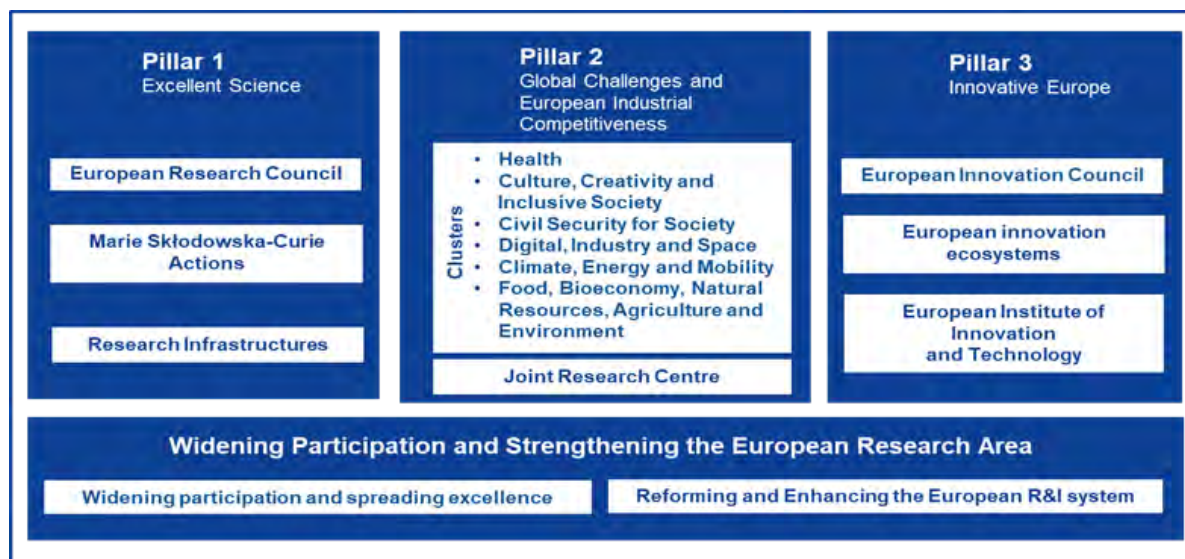 Pillar 1
Excellent Science
European Research Council
Marie Skłodowska-Curie
Actions
Research Infrastructures
Pillar 2
Global Challenges and
European Industrial
Competitiveness
Clusters
• Health
• Culture, Creativity and
Inclusive Society
• Civil Security for Society
• Digital, Industry and Space
• Climate, Energy and Mobility
• Food, Bioeconomy, Natural
Resources, Agriculture and
Environment
Joint Research Centre
Pillar 3
Innovative Europe
European Innovation Council
European innovation
ecosystems
European Institute of
Innovation
and Technology
Widening Participation and Strengthening the European Research Area
Widening participation and spreading excellence
Reforming and Enhancing the European R&I system